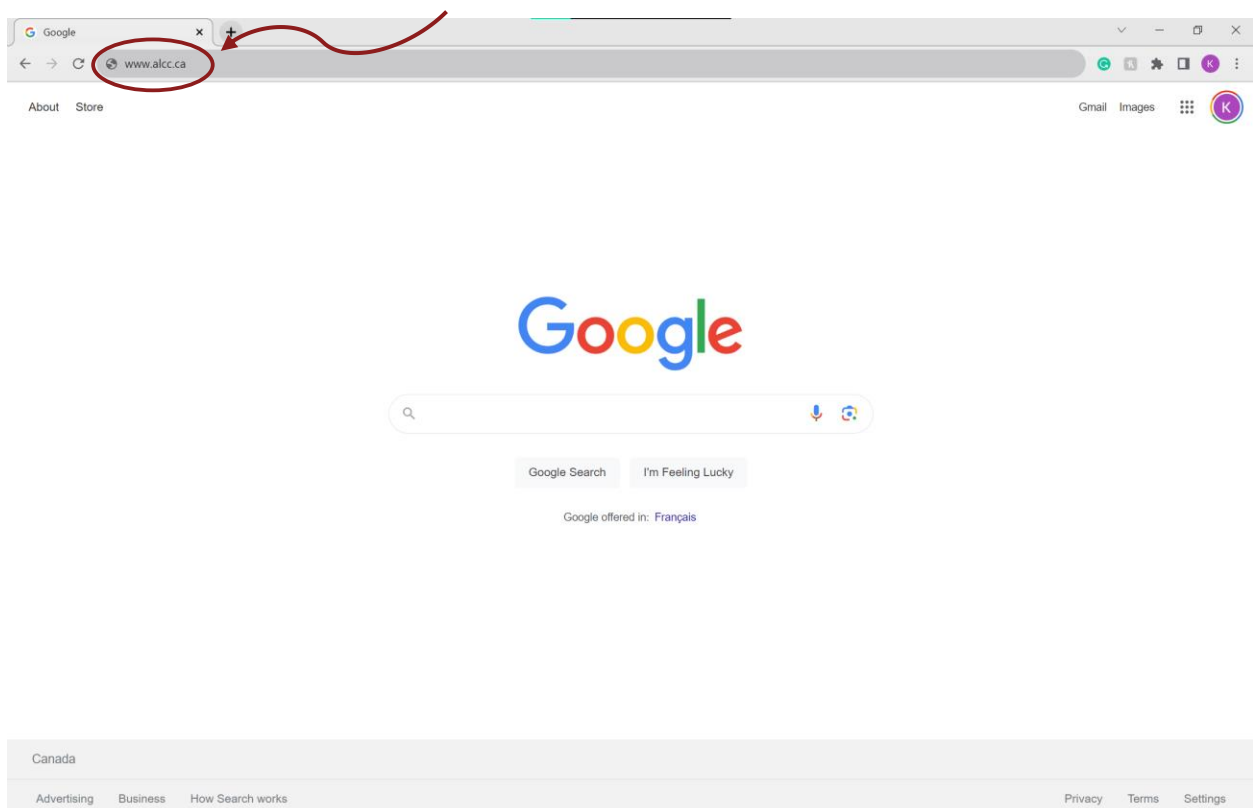 Google
www.alcc.ca
K
About Store
Gmail Images
K
Google
Google Search I'm Feeling Lucky
Google offered in: Français
Canada
Advertising Business How Search works
Privacy Terms Settings